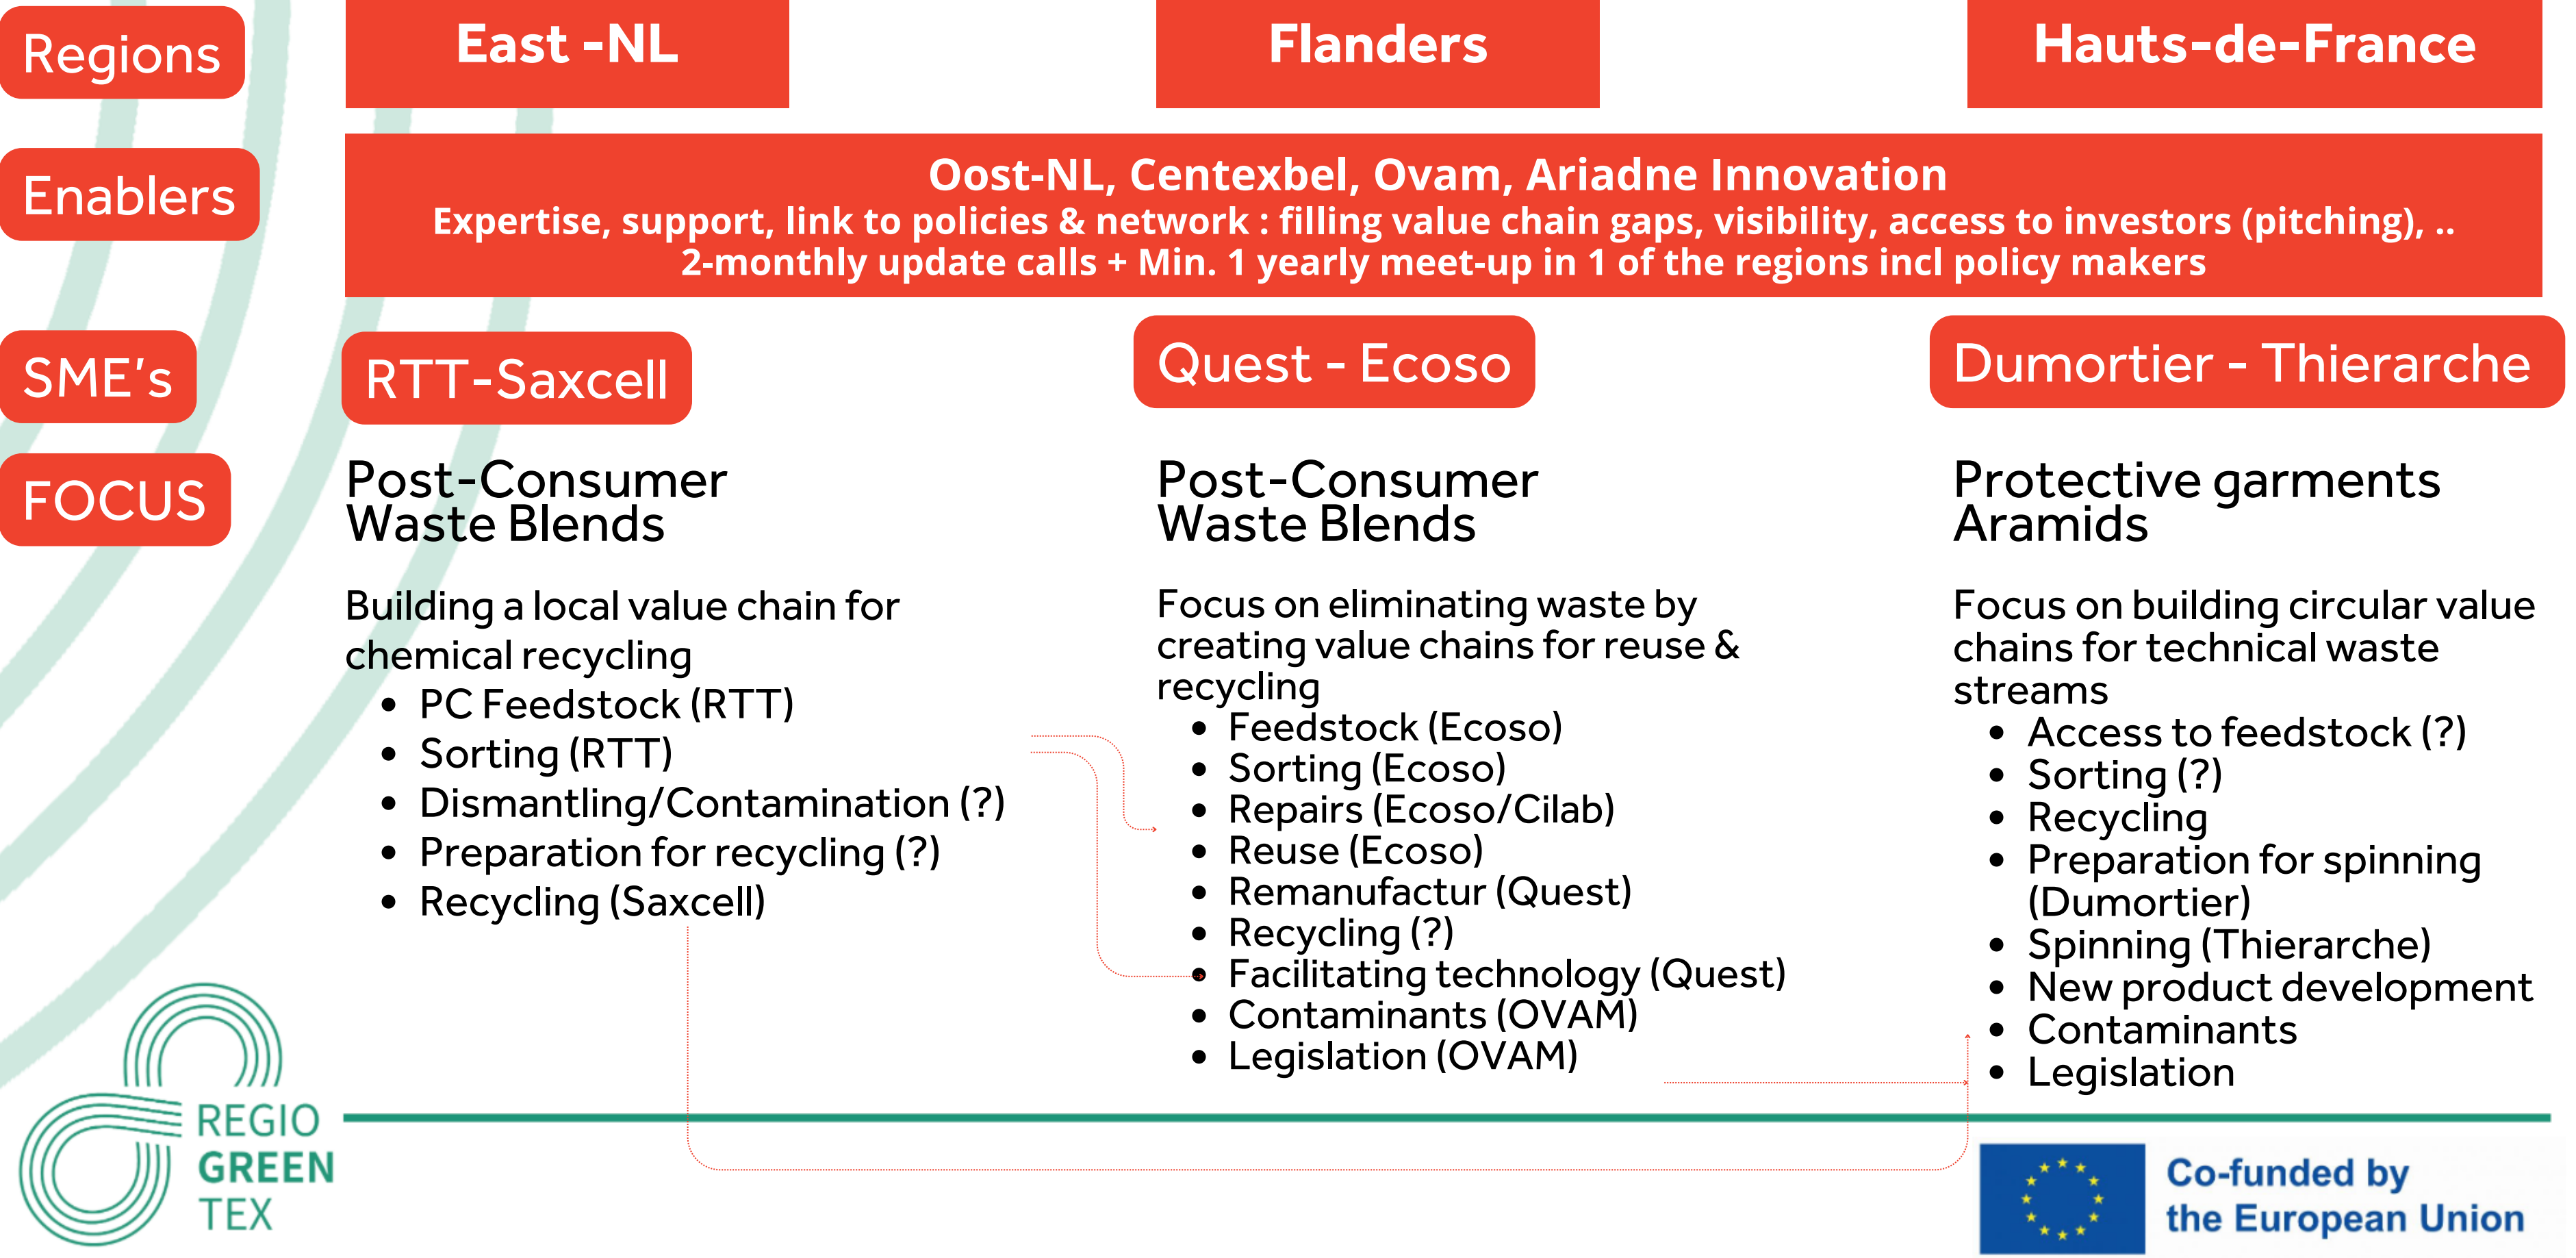 Regions
East -NL
Flanders
Hauts-de-France
Enablers
Oost-NL, Centexbel, Ovam, Ariadne Innovation
Expertise, support, link to policies & network : filling value chain gaps, visibility, access to investors (pitching), ..
2-monthly update calls + Min. 1 yearly meet-up in 1 of the regions incl policy makers
SME's
RTT-Saxcell
Quest - Ecoso
Dumortier - Thierarche
FOCUS
Post-Consumer
Waste Blends
Building a local value chain for
chemical recycling
• PC Feedstock (RTT)
• Sorting (RTT)
• Dismantling/Contamination (?)
• Preparation for recycling (?)
• Recycling (Saxcell)
Post-Consumer
Waste Blends
Focus on eliminating waste by
creating value chains for reuse &
recycling
• Feedstock (Ecoso)
• Sorting (Ecoso)
• Repairs (Ecoso/Cilab)
• Reuse (Ecoso)
• Remanufactur (Quest)
• Recycling (?)
• Facilitating technology (Quest)
• Contaminants (OVAM)
• Legislation (OVAM)
Protective garments
Aramids
Focus on building circular value
chains for technical waste
streams
• Access to feedstock (?)
• Sorting (?)
• Recycling
• Preparation for spinning
(Dumortier)
• Spinning (Thierarche)
• New product development
• Contaminants
• Legislation
REGIO
GREEN
TEX
Co-funded by
the European Union